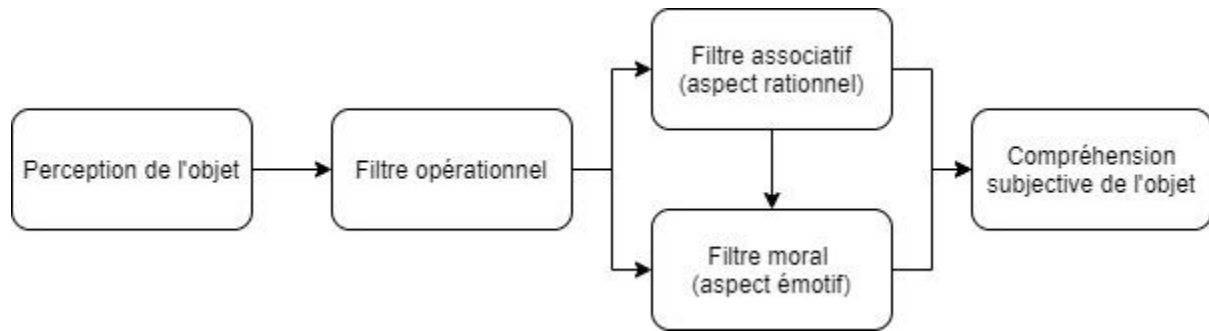 Perception de l'objet
Filtre opérationnel
Filtre associatif
(aspect rationnel)
Filtre moral
(aspect émotif)
Compréhension
subjective de l'objet